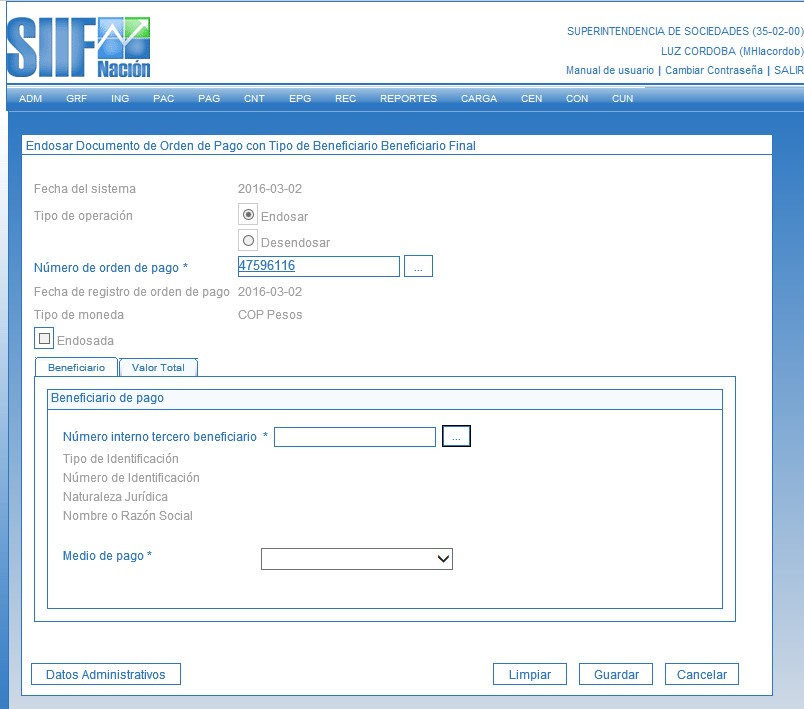 SIIF
Nación
SUPERINTENDENCIA DE SOCIEDADES (35-02-00)
LUZ CORDOBA (MHlacordob)
Manual de usuario | Cambiar Contraseña | SALIR
ADM GRF ING PAC PAG CNT EPG REC REPORTES CARGA CEN CON CUN
Endosar Documento de Orden de Pago con Tipo de Beneficiario Beneficiario Final
Fecha del sistema 2016-03-02
Tipo de operación Endosar
Desendosar
Número de orden de pago * 47596116 ...
Fecha de registro de orden de pago 2016-03-02
Tipo de moneda COP Pesos
Endosada
Beneficiario Valor Total
Beneficiario de pago
Número interno tercero beneficiario * ...
Tipo de Identificación
Número de Identificación
Naturaleza Jurídica
Nombre o Razón Social
Medio de pago *
Datos Administrativos Limpiar Guardar Cancelar